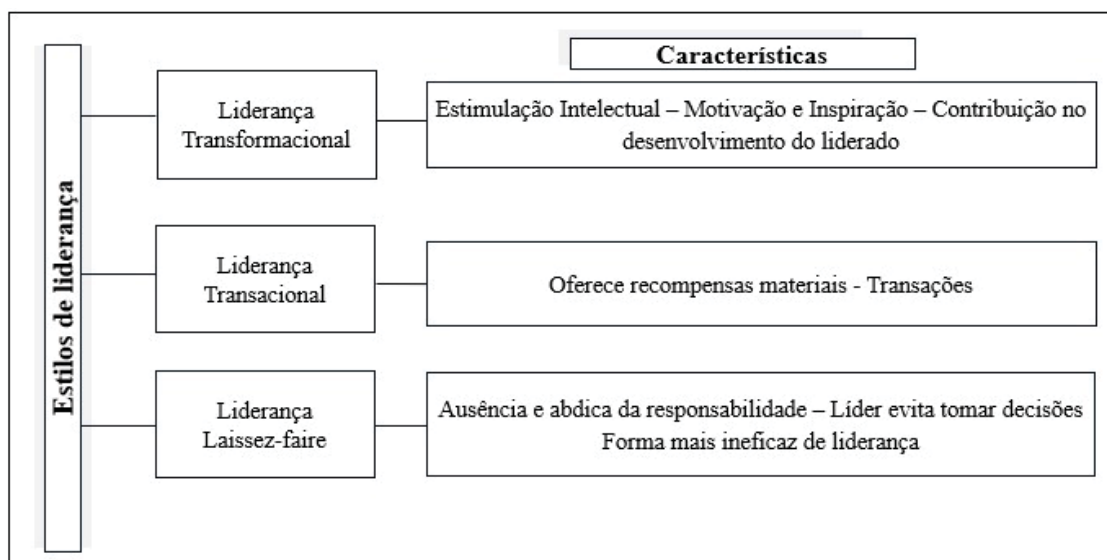 Estilos de liderança
Características
Liderança
Transformacional
Estimulação Intelectual – Motivação e Inspiração – Contribuição no
desenvolvimento do liderado
Liderança
Transacional
Oferece recompensas materiais - Transações
Liderança
Laissez-faire
Ausência e abdica da responsabilidade – Líder evita tomar decisões
Forma mais ineficaz de liderança